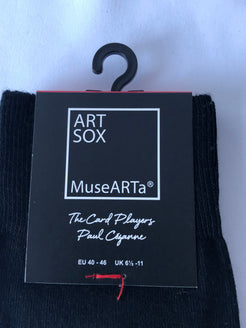 ART
SOX
MuseARTa®
The Card Players
Paul Cézanne
EU 40 - 46 UK 6½ -11